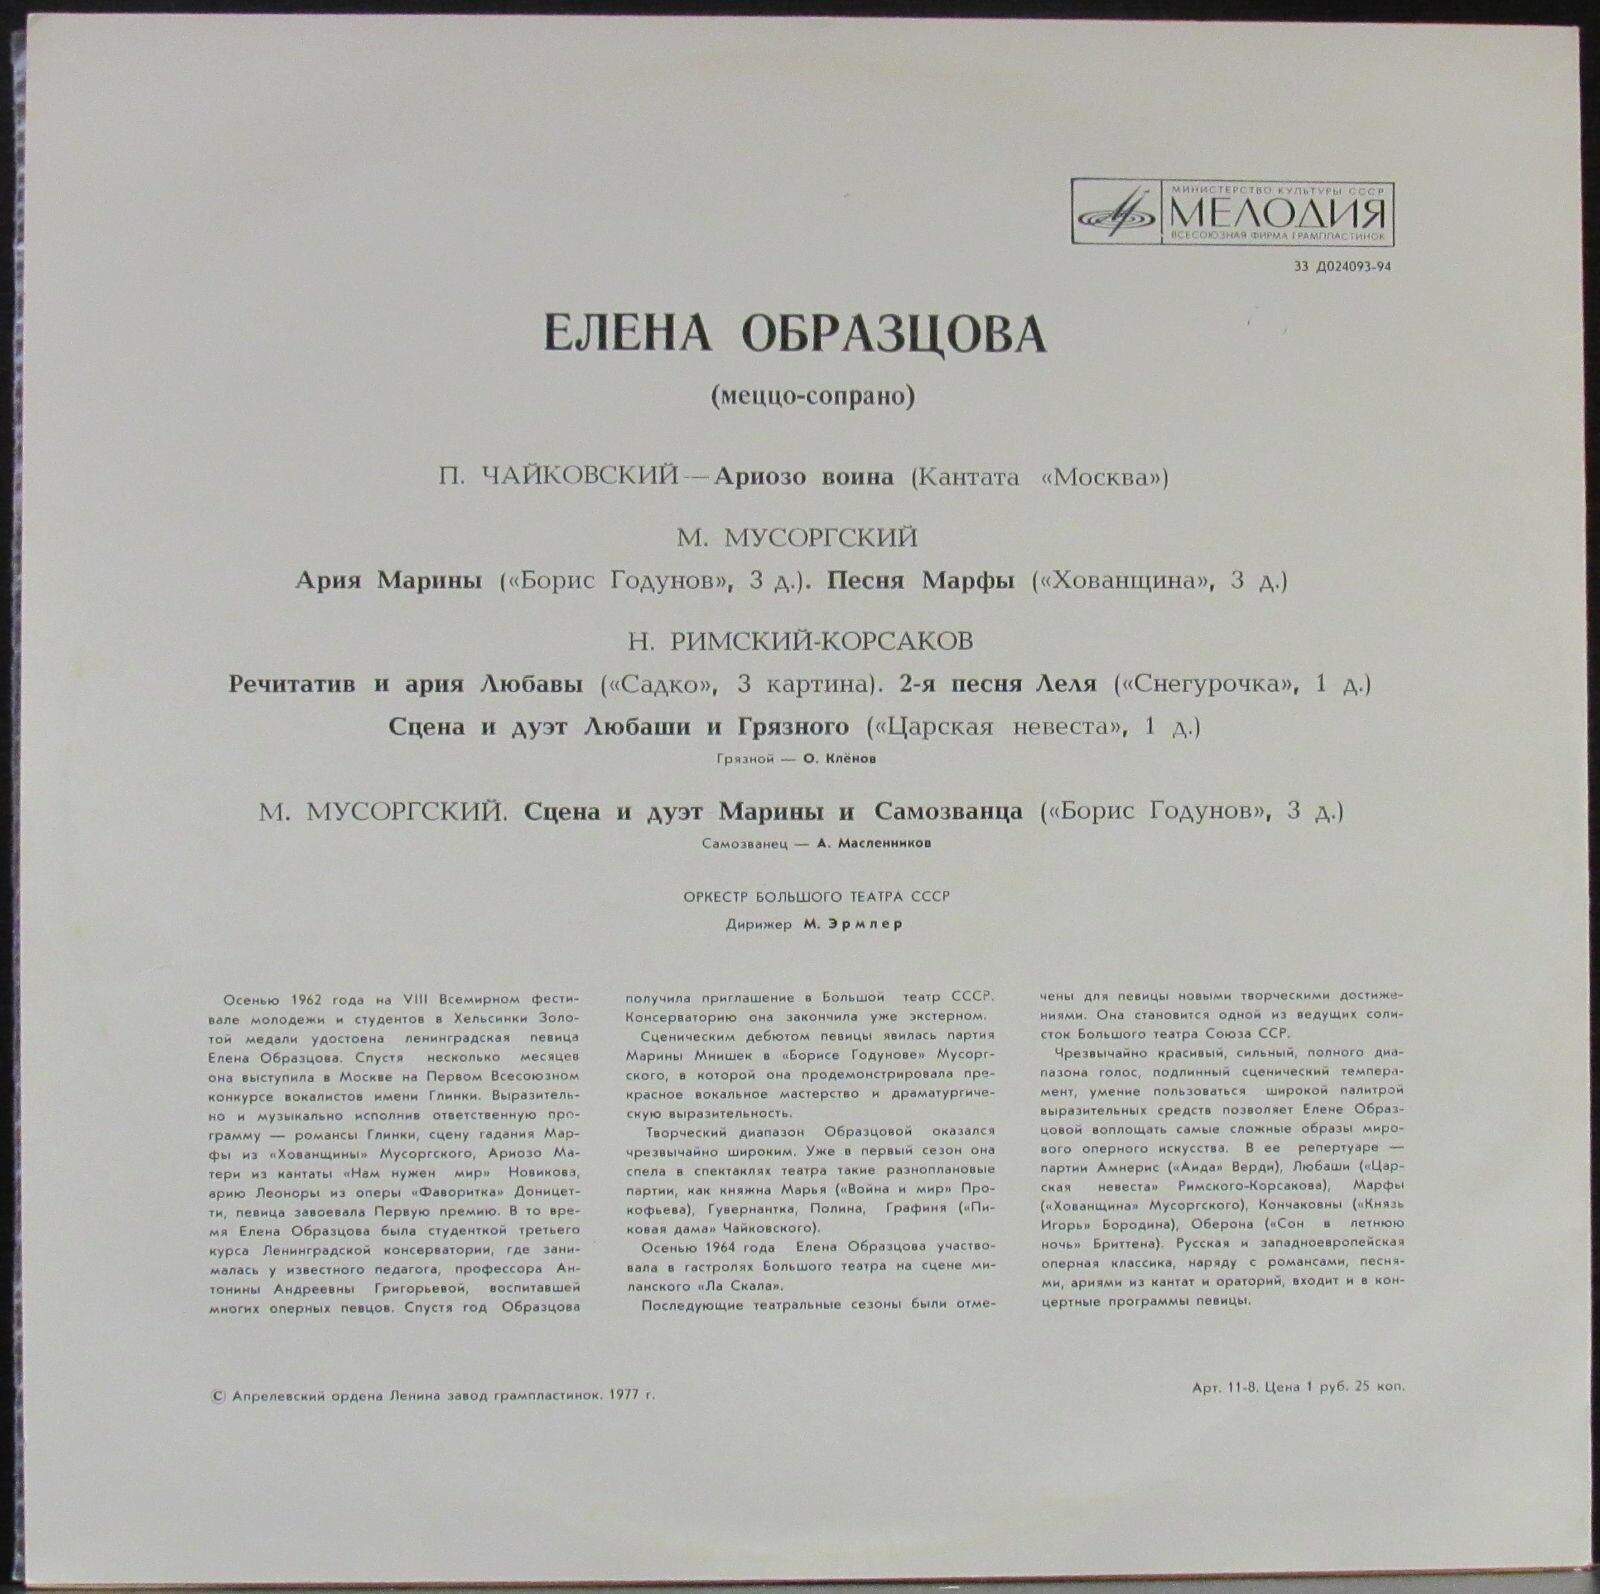 МИНИСТЕРСТВО КУЛЬТУРЫ СССР
МЕЛОДИЯ
ВСЕСОЮЗНАЯ ФИРМА ГРАМПЛАСТИНОК
33 Д024093-94
ЕЛЕНА ОБРАЗЦОВА
(меццо-сопрано)
П. ЧАЙКОВСКИЙ — Ариозо воина (Кантата «Москва»)
М. МУСОРГСКИЙ
Ария Марины («Борис Годунов», 3 д.). Песня Марфы («Хованщина», 3 д.)
Н. РИМСКИЙ-КОРСАКОВ
Речитатив и ария Любавы («Садко», 3 картина). 2-я песня Леля («Снегурочка», 1 д.)
Сцена и дуэт Любаши и Грязного («Царская невеста», 1 д.)
Грязной — О. Клёнов
М. МУСОРГСКИЙ. Сцена и дуэт Марины и Самозванца («Борис Годунов», 3 д.)
Самозванец — А. Масленников
ОРКЕСТР БОЛЬШОГО ТЕАТРА СССР
Дирижер М. Эрмлер
Осенью 1962 года на VIII Всемирном фести-
вале молодежи и студентов в Хельсинки Золо-
той медали удостоена ленинградская певица
Елена Образцова. Спустя несколько месяцев
она выступила в Москве на Первом Всесоюзном
конкурсе вокалистов имени Глинки. Выразитель-
но и музыкально исполнив ответственную про-
грамму — романсы Глинки, сцену гадания Мар-
фы из «Хованщины» Мусоргского, Ариозо Ма-
тери из кантаты «Нам нужен мир» Новикова,
арию Леоноры из оперы «Фаворитка» Доницет-
ти, певица завоевала Первую премию. В то вре-
мя Елена Образцова была студенткой третьего
курса Ленинградской консерватории, где зани-
малась у известного педагога, профессора Ан-
тонины Андреевны Григорьевой, воспитавшей
многих оперных певцов. Спустя год Образцова
получила приглашение в Большой театр СССР.
Консерваторию она закончила уже экстерном.
Сценическим дебютом певицы явилась партия
Марины Мнишек в «Борисе Годунове» Мусорг-
ского, в которой она продемонстрировала пре-
красное вокальное мастерство и драматургиче-
скую выразительность.
Творческий диапазон Образцовой оказался
чрезвычайно широким. Уже в первый сезон она
спела в спектаклях театра такие разноплановые
партии, как княжна Марья («Война и мир» Про-
кофьева), Гувернантка, Полина, Графиня («Пи-
ковая дама» Чайковского).
Осенью 1964 года Елена Образцова участво-
вала в гастролях Большого театра на сцене ми-
ланского «Ла Скала».
Последующие театральные сезоны были отме-
чены для певицы новыми творческими достиже-
ниями. Она становится одной из ведущих соли-
сток Большого театра Союза ССР.
Чрезвычайно красивый, сильный, полного диа-
пазона голос, подлинный сценический темпера-
мент, умение пользоваться широкой палитрой
выразительных средств позволяет Елене Образ-
цовой воплощать самые сложные образы миро-
вого оперного искусства. В ее репертуаре —
партии Амнерис («Аида» Верди), Любаши («Цар-
ская невеста» Римского-Корсакова), Марфы
(«Хованщина» Мусоргского), Кончаковны («Князь
Игорь» Бородина), Оберона («Сон в летнюю
ночь» Бриттена). Русская и западноевропейская
оперная классика, наряду с романсами, песня-
ми, ариями из кантат и ораторий, входит и в кон-
цертные программы певицы.
© Апрелевский ордена Ленина завод грампластинок. 1977 г.
Арт. 11-8. Цена 1 руб. 25 коп.